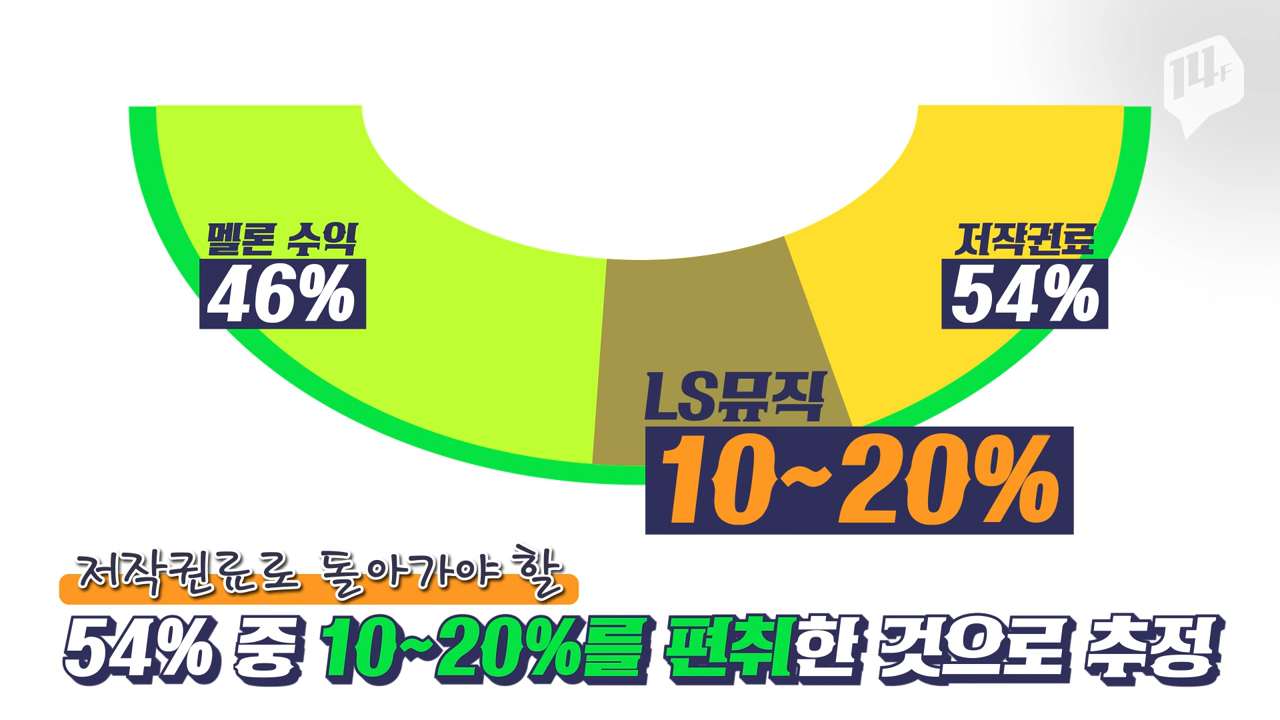 14F
멜론 수익
46%
저작권료
54%
LS뮤직
10~20%
저작권료로 돌아가야 할
54% 중 10~20%를 편취한 것으로 추정